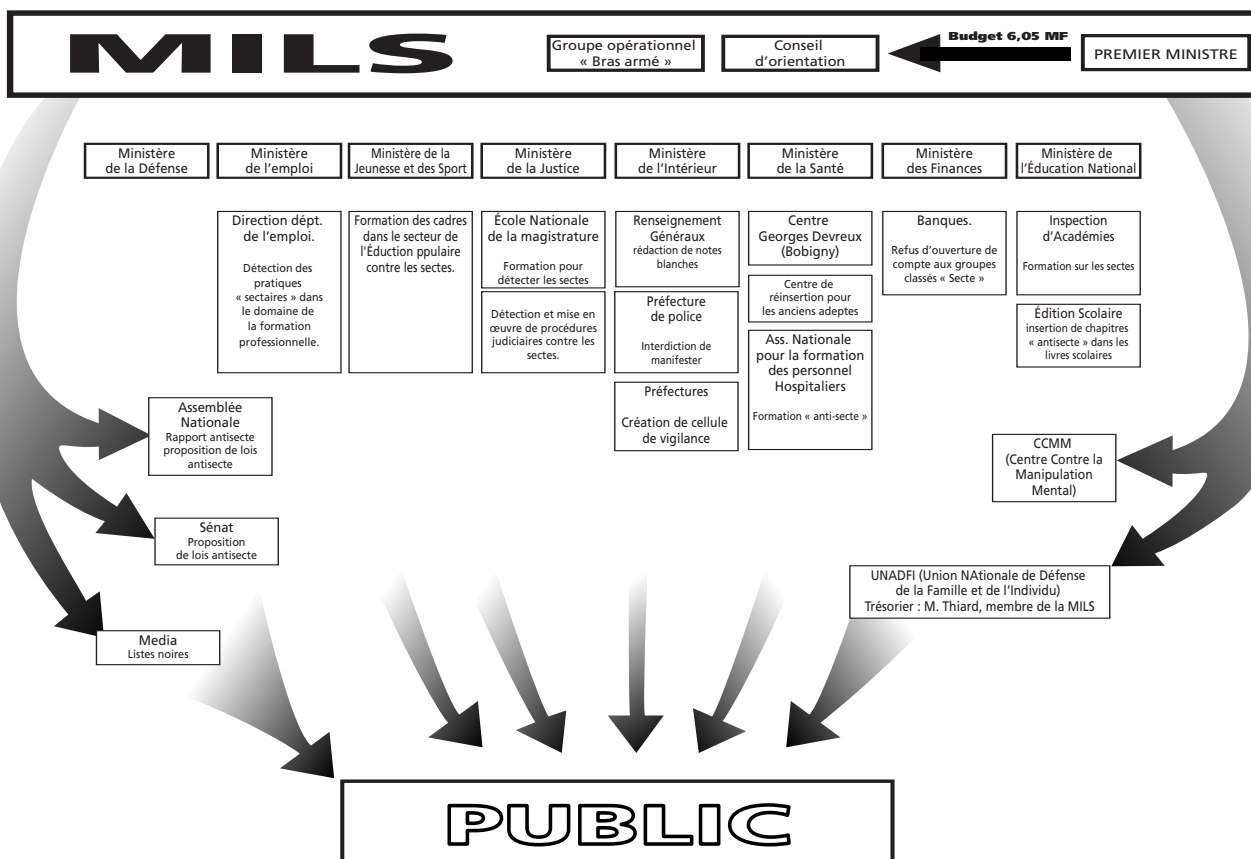 MILS
Groupe opérationnel
« Bras armé »
Conseil
d'orientation
Budget 6,05 MF
PREMIER MINISTRE
Ministère
de la Défense
Ministère
de l'emploi
Ministère de la
Jeunesse et des Sport
Ministère
de la Justice
Ministère
de l'Intérieur
Ministère
de la Santé
Ministère
des Finances
Ministère de
l'Éducation National
Direction dépt.
de l'emploi.
Détection des
pratiques
« sectaires » dans
le domaine de
la formation
professionnelle.
Formation des cadres
dans le secteur de
l'Éduction ppulaire
contre les sectes.
École Nationale
de la magistrature
Formation pour
détecter les sectes
Détection et mise en
œuvre de procédures
judiciaires contre les
sectes.
Renseignement
Généraux
rédaction de notes
blanches
Préfecture
de police
Interdiction de
manifester
Préfectures
Création de cellule
de vigilance
Centre
Georges Devreux
(Bobigny)
Centre de
réinsertion pour
les anciens adeptes
Ass. Nationale
pour la formation
des personnel
Hospitaliers
Formation « anti-secte »
Banques.
Refus d'ouverture de
compte aux groupes
classés « Secte »
Inspection
d'Académies
Formation sur les sectes
Édition Scolaire
insertion de chapitres
« antisecte » dans les
livres scolaires
Assemblée
Nationale
Rapport antisecte
proposition de lois
antisecte
Sénat
Proposition
de lois antisecte
Media
Listes noires
CCMM
(Centre Contre la
Manipulation
Mental)
UNADFI (Union NAtionale de Défense
de la Famille et de l'Individu)
Trésorier : M. Thiard, membre de la MILS
PUBLIC